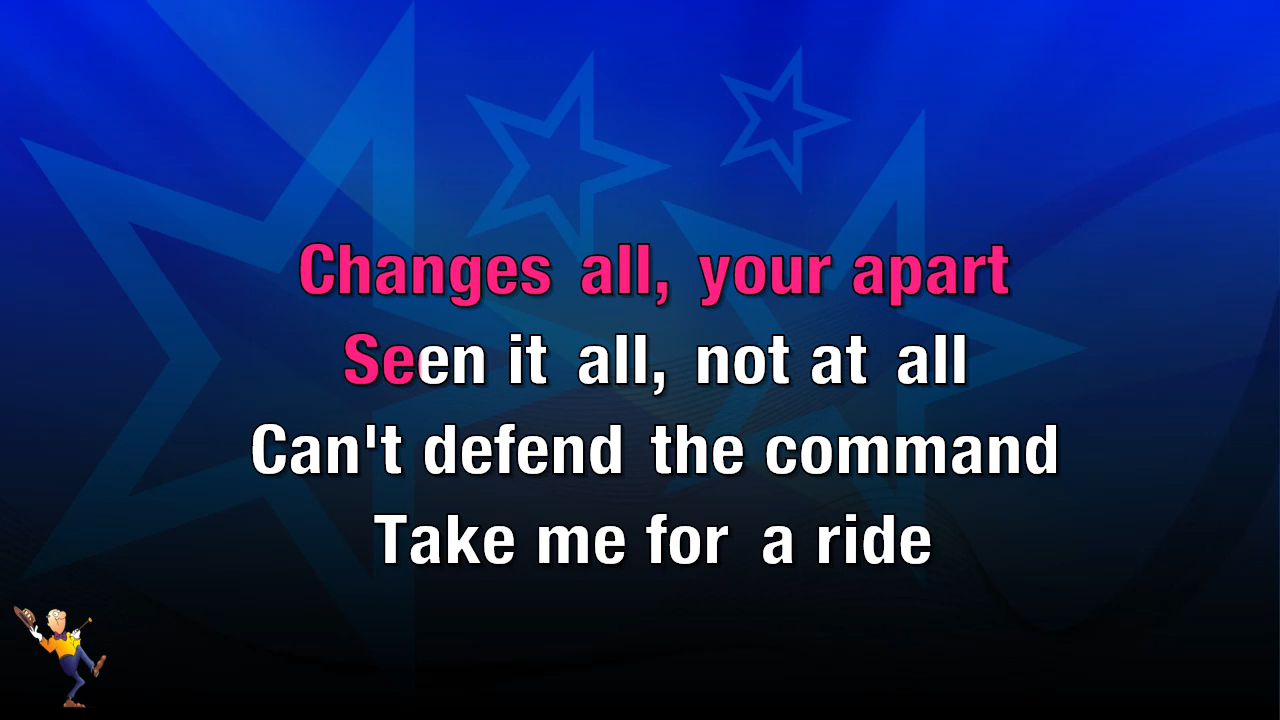 Changes all, your apart
Seen it all, not at all
Can't defend the command
Take me for a ride